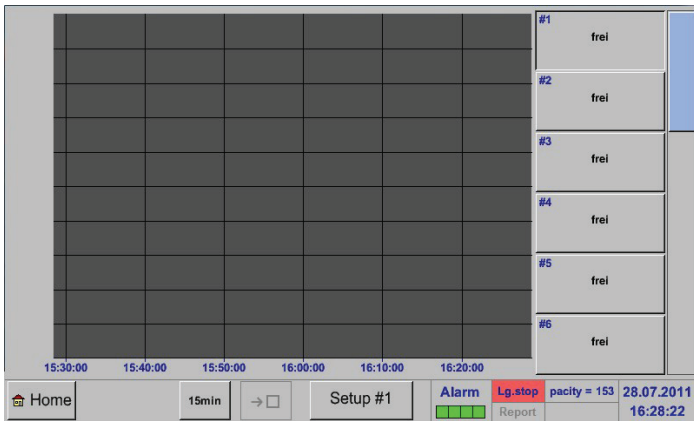 #1
frei
#2
frei
#3
frei
#4
frei
#5
frei
#6
frei
15:30:00 15:40:00 15:50:00 16:00:00 16:10:00 16:20:00
Home 15min Setup #1 Alarm Lg.stop pacity = 153 28.07.2011
Report 16:28:22